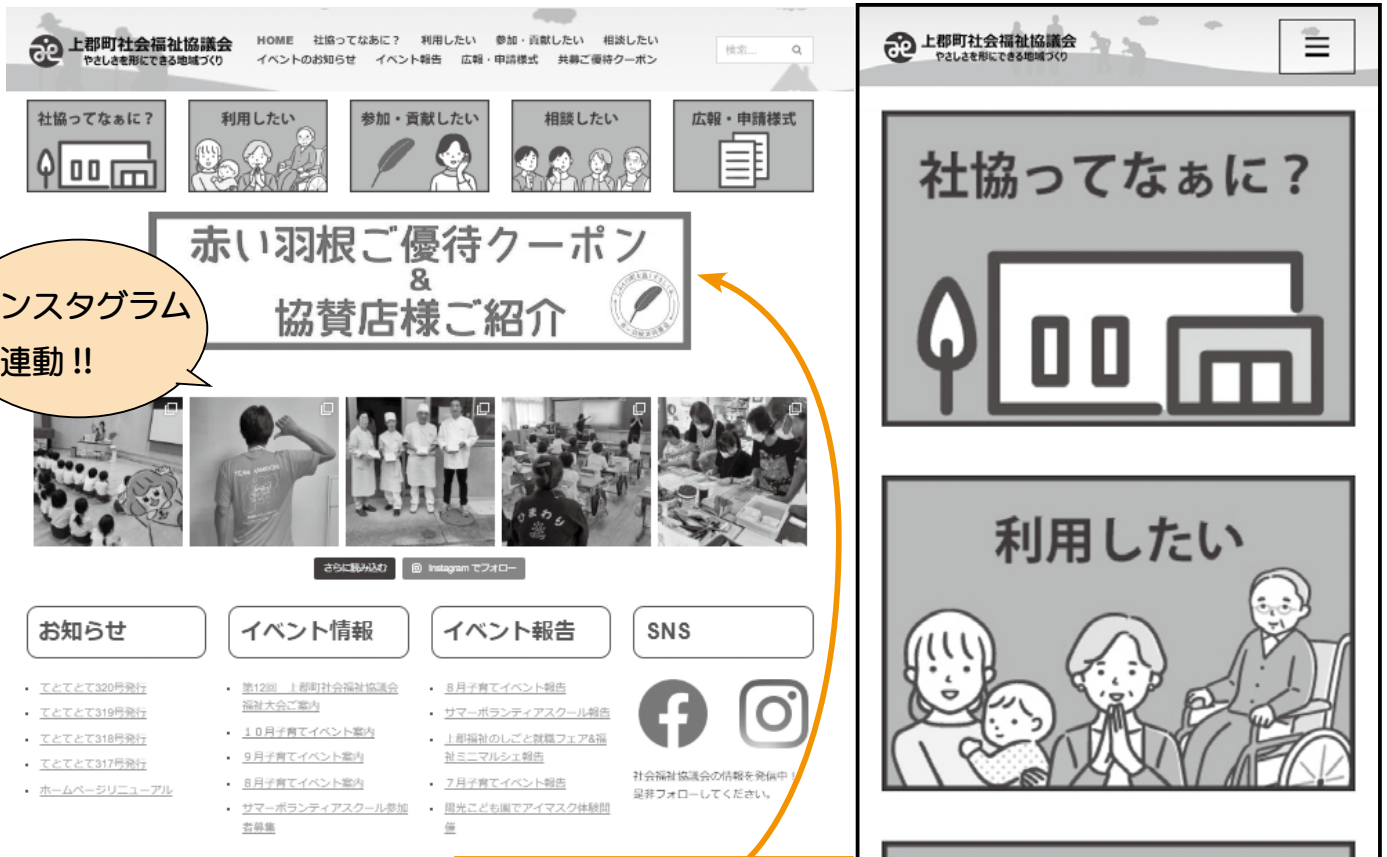 上郡町社会福祉協議会
やさしさを形にできる地域づくり
HOME 社協ってなあに? 利用したい 参加・貢献したい 相談したい
イベントのお知らせ イベント報告 広報・申請様式 共募ご優待クーポン
検索...
社協ってなぁに?
利用したい
参加・貢献したい
相談したい
広報・申請様式
赤い羽根ご優待クーポン
&
協賛店様ご紹介
ンスタグラム
連動!!
ひまわり
さらに読み込む
Instagram でフォロー
お知らせ
てとてとて320号発行
てとてとて319号発行
てとてとて318号発行
てとてとて317号発行
ホームページリニューアル
イベント情報
第12回 上郡町社会福祉協議会
福祉大会ご案内
10月子育てイベント案内
9月子育てイベント案内
8月子育てイベント案内
サマーボランティアスクール参加
者募集
イベント報告
8月子育てイベント報告
サマーボランティアスクール報告
上郡福祉のしごと就職フェア&福
祉ミニマルシェ報告
7月子育てイベント報告
陽光こども園でアイマスク体験開
催
SNS
社会福祉協議会の情報を発信中!
是非フォローしてください。
上郡町社会福祉協議会
やさしさを形にできる地域づくり
社協ってなぁに?
利用したい